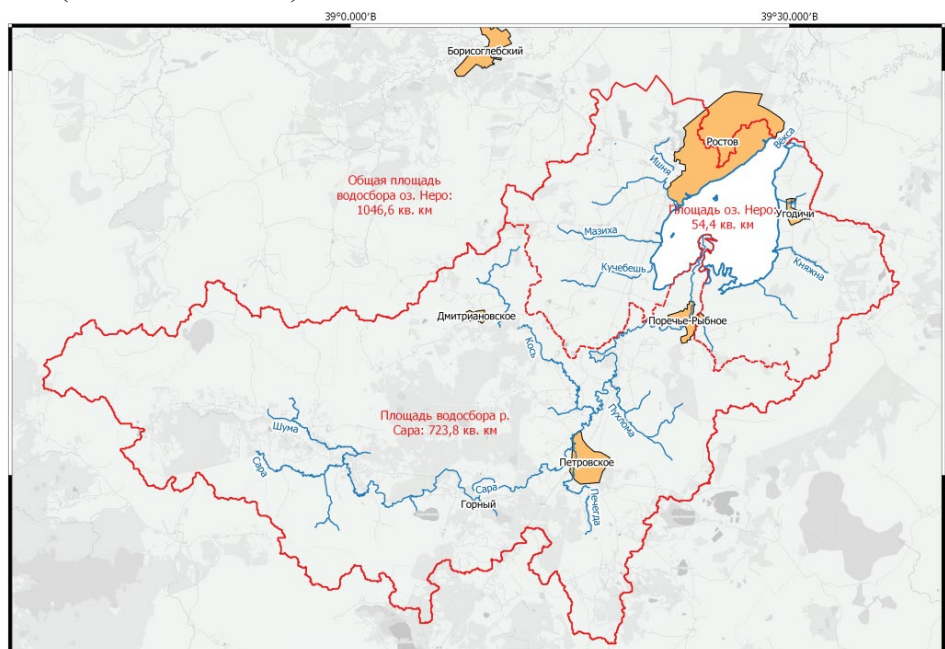 39°0.000'В
39°30.000'В
Борисоглебский
Ростов
Вёкса
Ишня
Общая площадь
водосбора оз. Неро:
1046,6 кв. км
Площадь оз. Неро:
54,4 кв. км
Угодичи
Мазиха
Княжна
Кучебешь
Дмитриановское
Поречье-Рыбное
Кось
Площадь водосбора р.
Сара: 723,8 кв. км
Пухлома
Шума
Сара
Петровское
Сара
Горный
Печегда